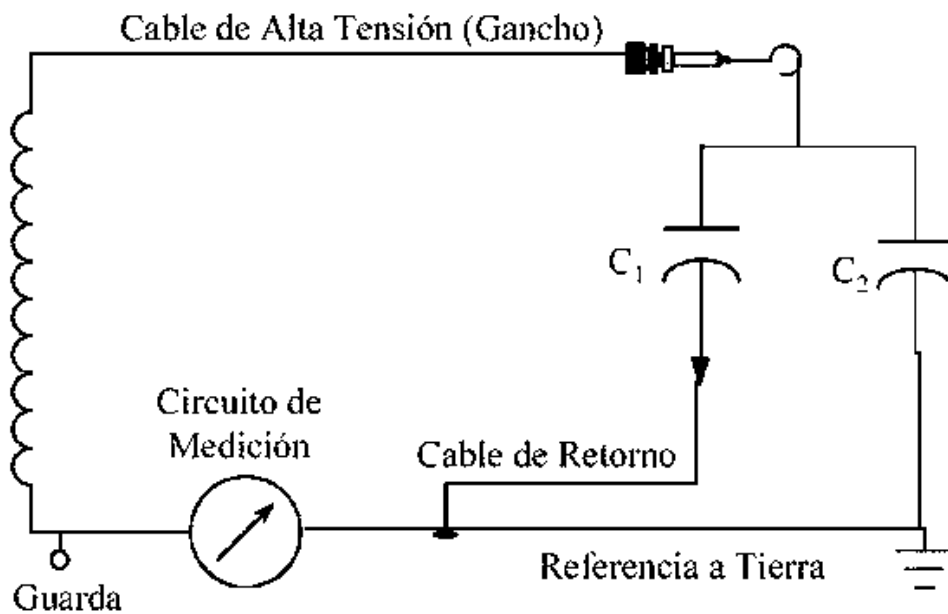 Cable de Alta Tensión (Gancho)
C1
C2
Circuito de
Medición
Cable de Retorno
Referencia a Tierra
Guarda